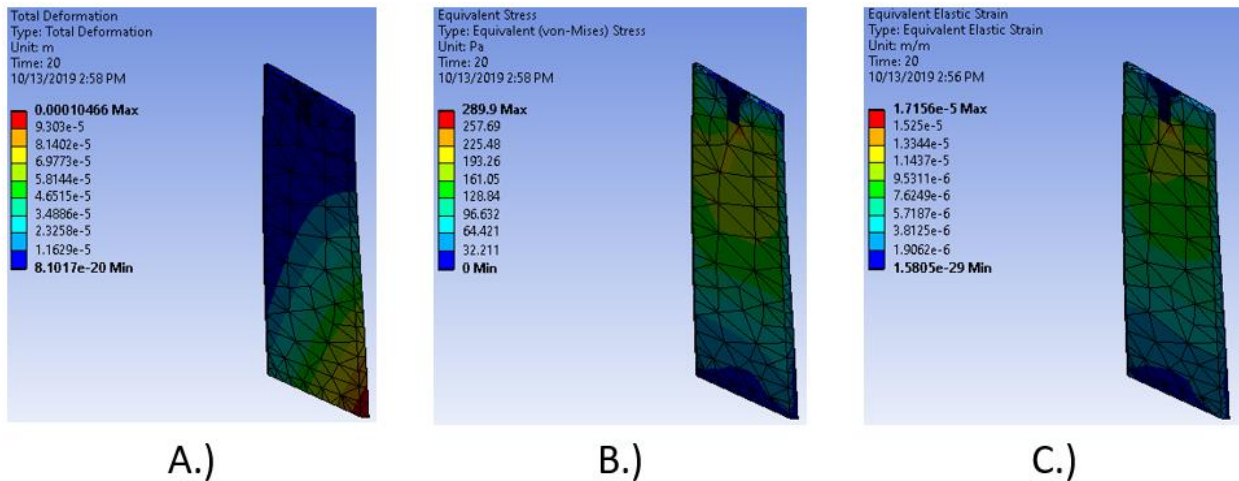 Total Deformation
Type: Total Deformation
Unit: m
Time: 20
10/13/2019 2:58 PM
0.00010466 Max
9.303e-5
8.1402e-5
6.9773e-5
5.8144e-5
4.6515e-5
3.4886e-5
2.3258e-5
1.1629e-5
8.1017e-20 Min
A.)
Equivalent Stress
Type: Equivalent (von-Mises) Stress
Unit: Pa
Time: 20
10/13/2019 2:58 PM
289.9 Max
257.69
225.48
193.26
161.05
128.84
96.632
64.421
32.211
0 Min
B.)
Equivalent Elastic Strain
Type: Equivalent Elastic Strain
Unit: m/m
Time: 20
10/13/2019 2:56 PM
1.7156e-5 Max
1.525e-5
1.3344e-5
1.1437e-5
9.5311e-6
7.6249e-6
5.7187e-6
3.8125e-6
1.9062e-6
1.5805e-29 Min
C.)